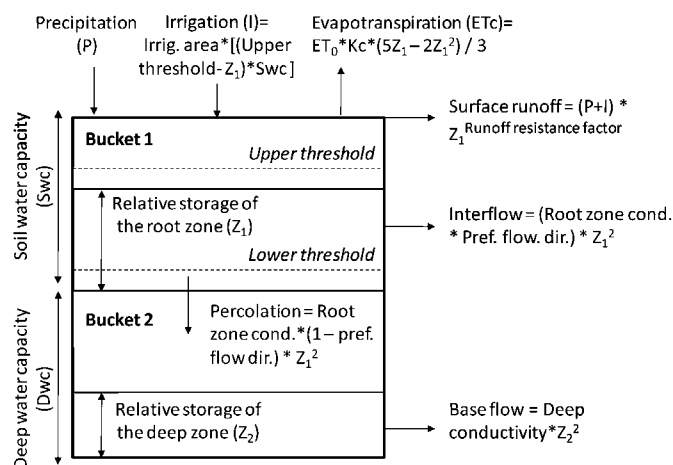 Precipitation
(P)
Irrigation (I)=
Irrig. area*[(Upper
threshold-Z₁)*Swc]
Evapotranspiration (ETc)=
ET₀*Kc*(5Z₁−2Z₁²) / 3
Surface runoff = (P+I) *
Z₁^Runoff resistance factor
Soil water capacity
(Swc)
Bucket 1
Upper threshold
Relative storage of
the root zone (Z₁)
Interflow = (Root zone cond.
* Pref. flow. dir.) * Z₁²
Lower threshold
Deep water capacity
(Dwc)
Bucket 2
Percolation = Root
zone cond.*(1− pref.
flow dir.) * Z₁²
Relative storage of
the deep zone (Z₂)
Base flow = Deep
conductivity*Z₂²